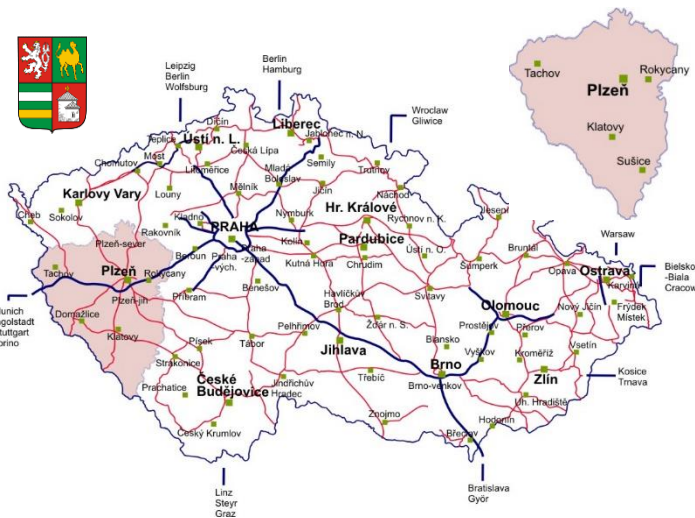 Leipzig
Berlin
Wolfsburg
Berlin
Hamburg
Wroclaw
Gliwice
Tachov
Rokycany
Plzeň
Klatovy
Sušice
Děčín
Liberec
Teplice
Ústí n. L.
Jablonec n. N.
Most
Česká Lípa
Chomutov
Litoměřice
Semily
Trutnov
Mladá
Boleslav
Karlovy Vary
Louny
Mělník
Jičín
Náchod
Cheb
Sokolov
Kladno
Nymburk
Hr. Králové
Rycnov n. K.
Jesení
Rakovník
PRAHA
Plzeň-sever
Kolín
Pardubice
Warsaw
Beroun
Praha
-vých.
Praha
-západ
Kutná Hora
Chrudim
Ústí n. O.
Šumperk
Bruntál
Opava
Ostrava
Karviná
Bielsko
-Biala
Cracow
Tachov
Plzeň
Rokycany
Plzeň-jih
Příbram
Benešov
Havlíčkův
Brod
Svitavy
Olomouc
Nový Jičín
Frýdek
Místek
Munich
Ingolstadt
Stuttgart
Torino
Domažlice
Klatovy
Písek
Tábor
Pelhřimov
Jihlava
Žďár n. S.
Blansko
Prostějov
Přerov
Vyškov
Kroměříž
Vsetín
Strakonice
Prachatice
České
Budějovice
Jindřichův
Hradec
Třebíč
Brno
Brno-venkov
Zlín
Kosice
Trnava
Uh. Hradiště
Český Krumlov
Znojmo
Hodonín
Břeclav
Linz
Steyr
Graz
Bratislava
Györ